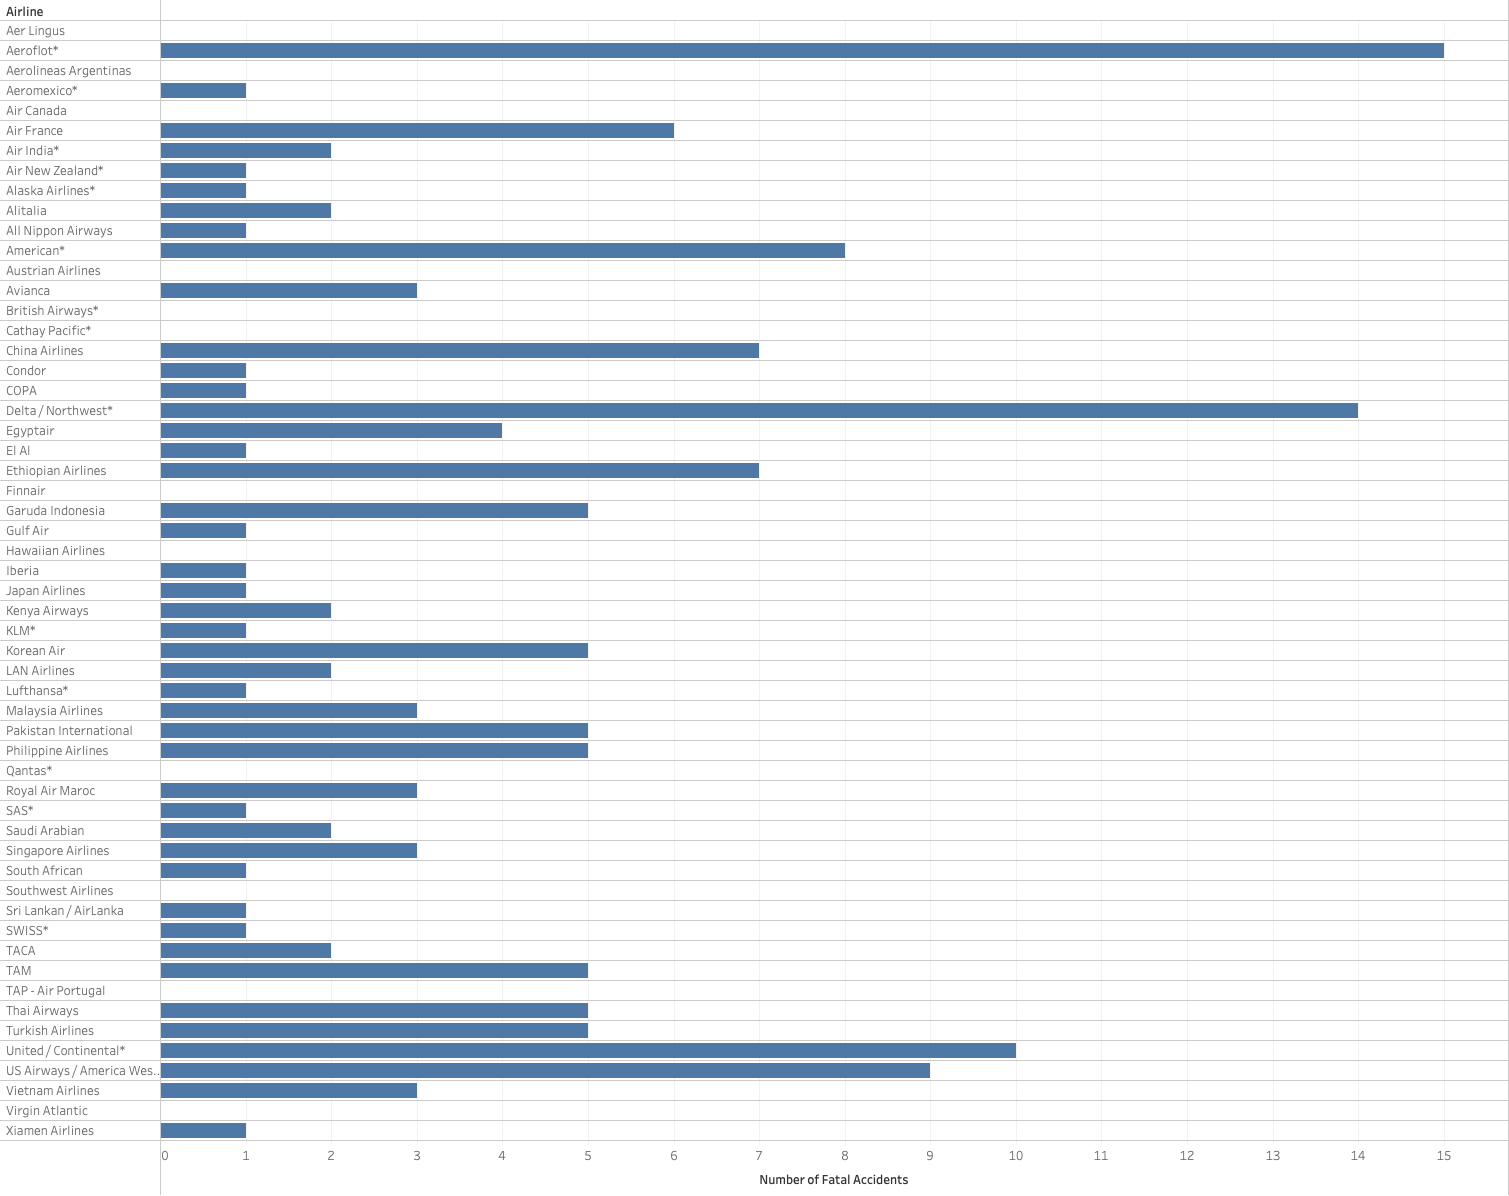 Airline
Aer Lingus
Aeroflot*
Aerolineas Argentinas
Aeromexico*
Air Canada
Air France
Air India*
Air New Zealand*
Alaska Airlines*
Alitalia
All Nippon Airways
American*
Austrian Airlines
Avianca
British Airways*
Cathay Pacific*
China Airlines
Condor
COPA
Delta / Northwest*
Egyptair
El Al
Ethiopian Airlines
Finnair
Garuda Indonesia
Gulf Air
Hawaiian Airlines
Iberia
Japan Airlines
Kenya Airways
KLM*
Korean Air
LAN Airlines
Lufthansa*
Malaysia Airlines
Pakistan International
Philippine Airlines
Qantas*
Royal Air Maroc
SAS*
Saudi Arabian
Singapore Airlines
South African
Southwest Airlines
Sri Lankan / AirLanka
SWISS*
TACA
TAM
TAP - Air Portugal
Thai Airways
Turkish Airlines
United / Continental*
US Airways / America Wes..
Vietnam Airlines
Virgin Atlantic
Xiamen Airlines
0 1 2 3 4 5 6 7 8 9 10 11 12 13 14 15
Number of Fatal Accidents